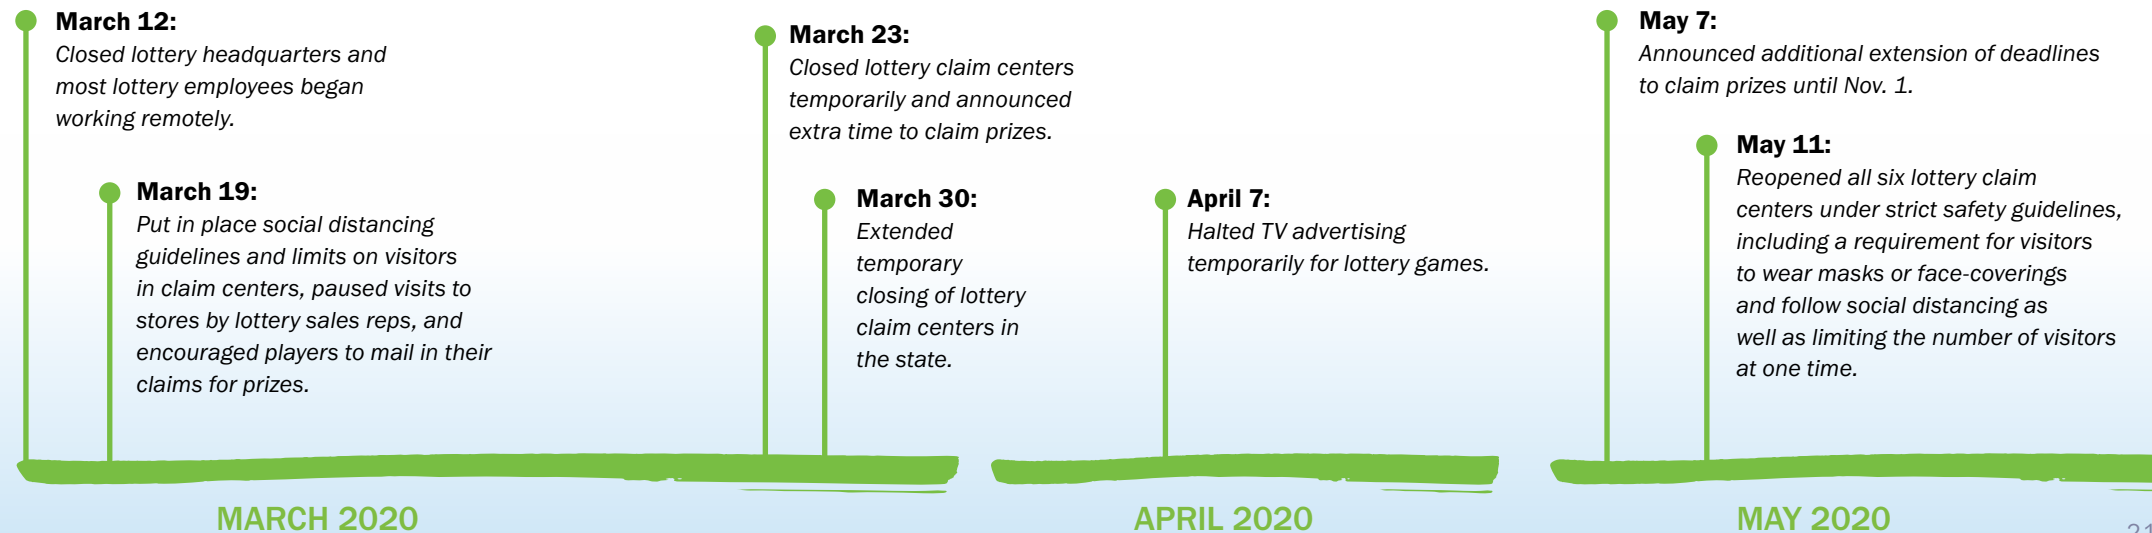 March 12:
Closed lottery headquarters and
most lottery employees began
working remotely.
March 19:
Put in place social distancing
guidelines and limits on visitors
in claim centers, paused visits to
stores by lottery sales reps, and
encouraged players to mail in their
claims for prizes.
March 23:
Closed lottery claim centers
temporarily and announced
extra time to claim prizes.
March 30:
Extended
temporary
closing of lottery
claim centers in
the state.
April 7:
Halted TV advertising
temporarily for lottery games.
May 7:
Announced additional extension of deadlines
to claim prizes until Nov. 1.
May 11:
Reopened all six lottery claim
centers under strict safety guidelines,
including a requirement for visitors
to wear masks or face-coverings
and follow social distancing as
well as limiting the number of visitors
at one time.
MARCH 2020
APRIL 2020
MAY 2020